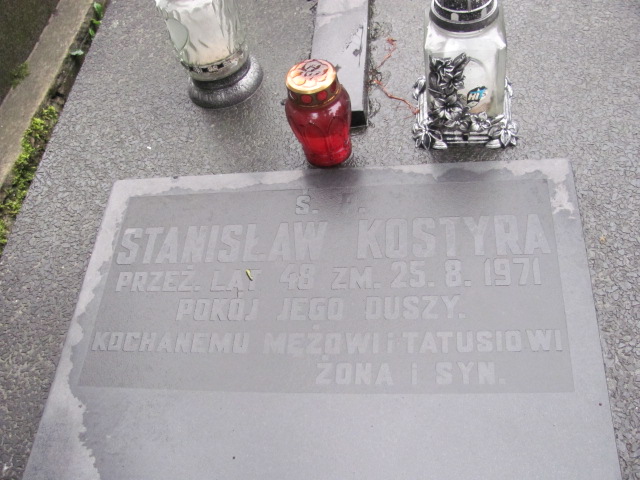 Ś. P.
STANISŁAW KOSTYRA
PRZEŻ. LAT 48 ZM. 25. 8. 1971
POKÓJ JEGO DUSZY.
KOCHANEMU MĘŻOWI i TATUSIOWI
ŻONA i SYN.